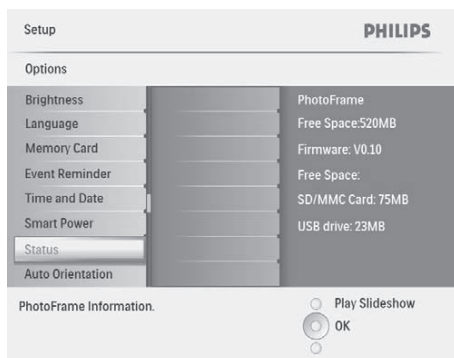 Setup
PHILIPS
Options
Brightness
Language
Memory Card
Event Reminder
Time and Date
Smart Power
Status
Auto Orientation
PhotoFrame
Free Space:520MB
Firmware: V0.10
Free Space:
SD/MMC Card: 75MB
USB drive: 23MB
PhotoFrame Information.
Play Slideshow
OK